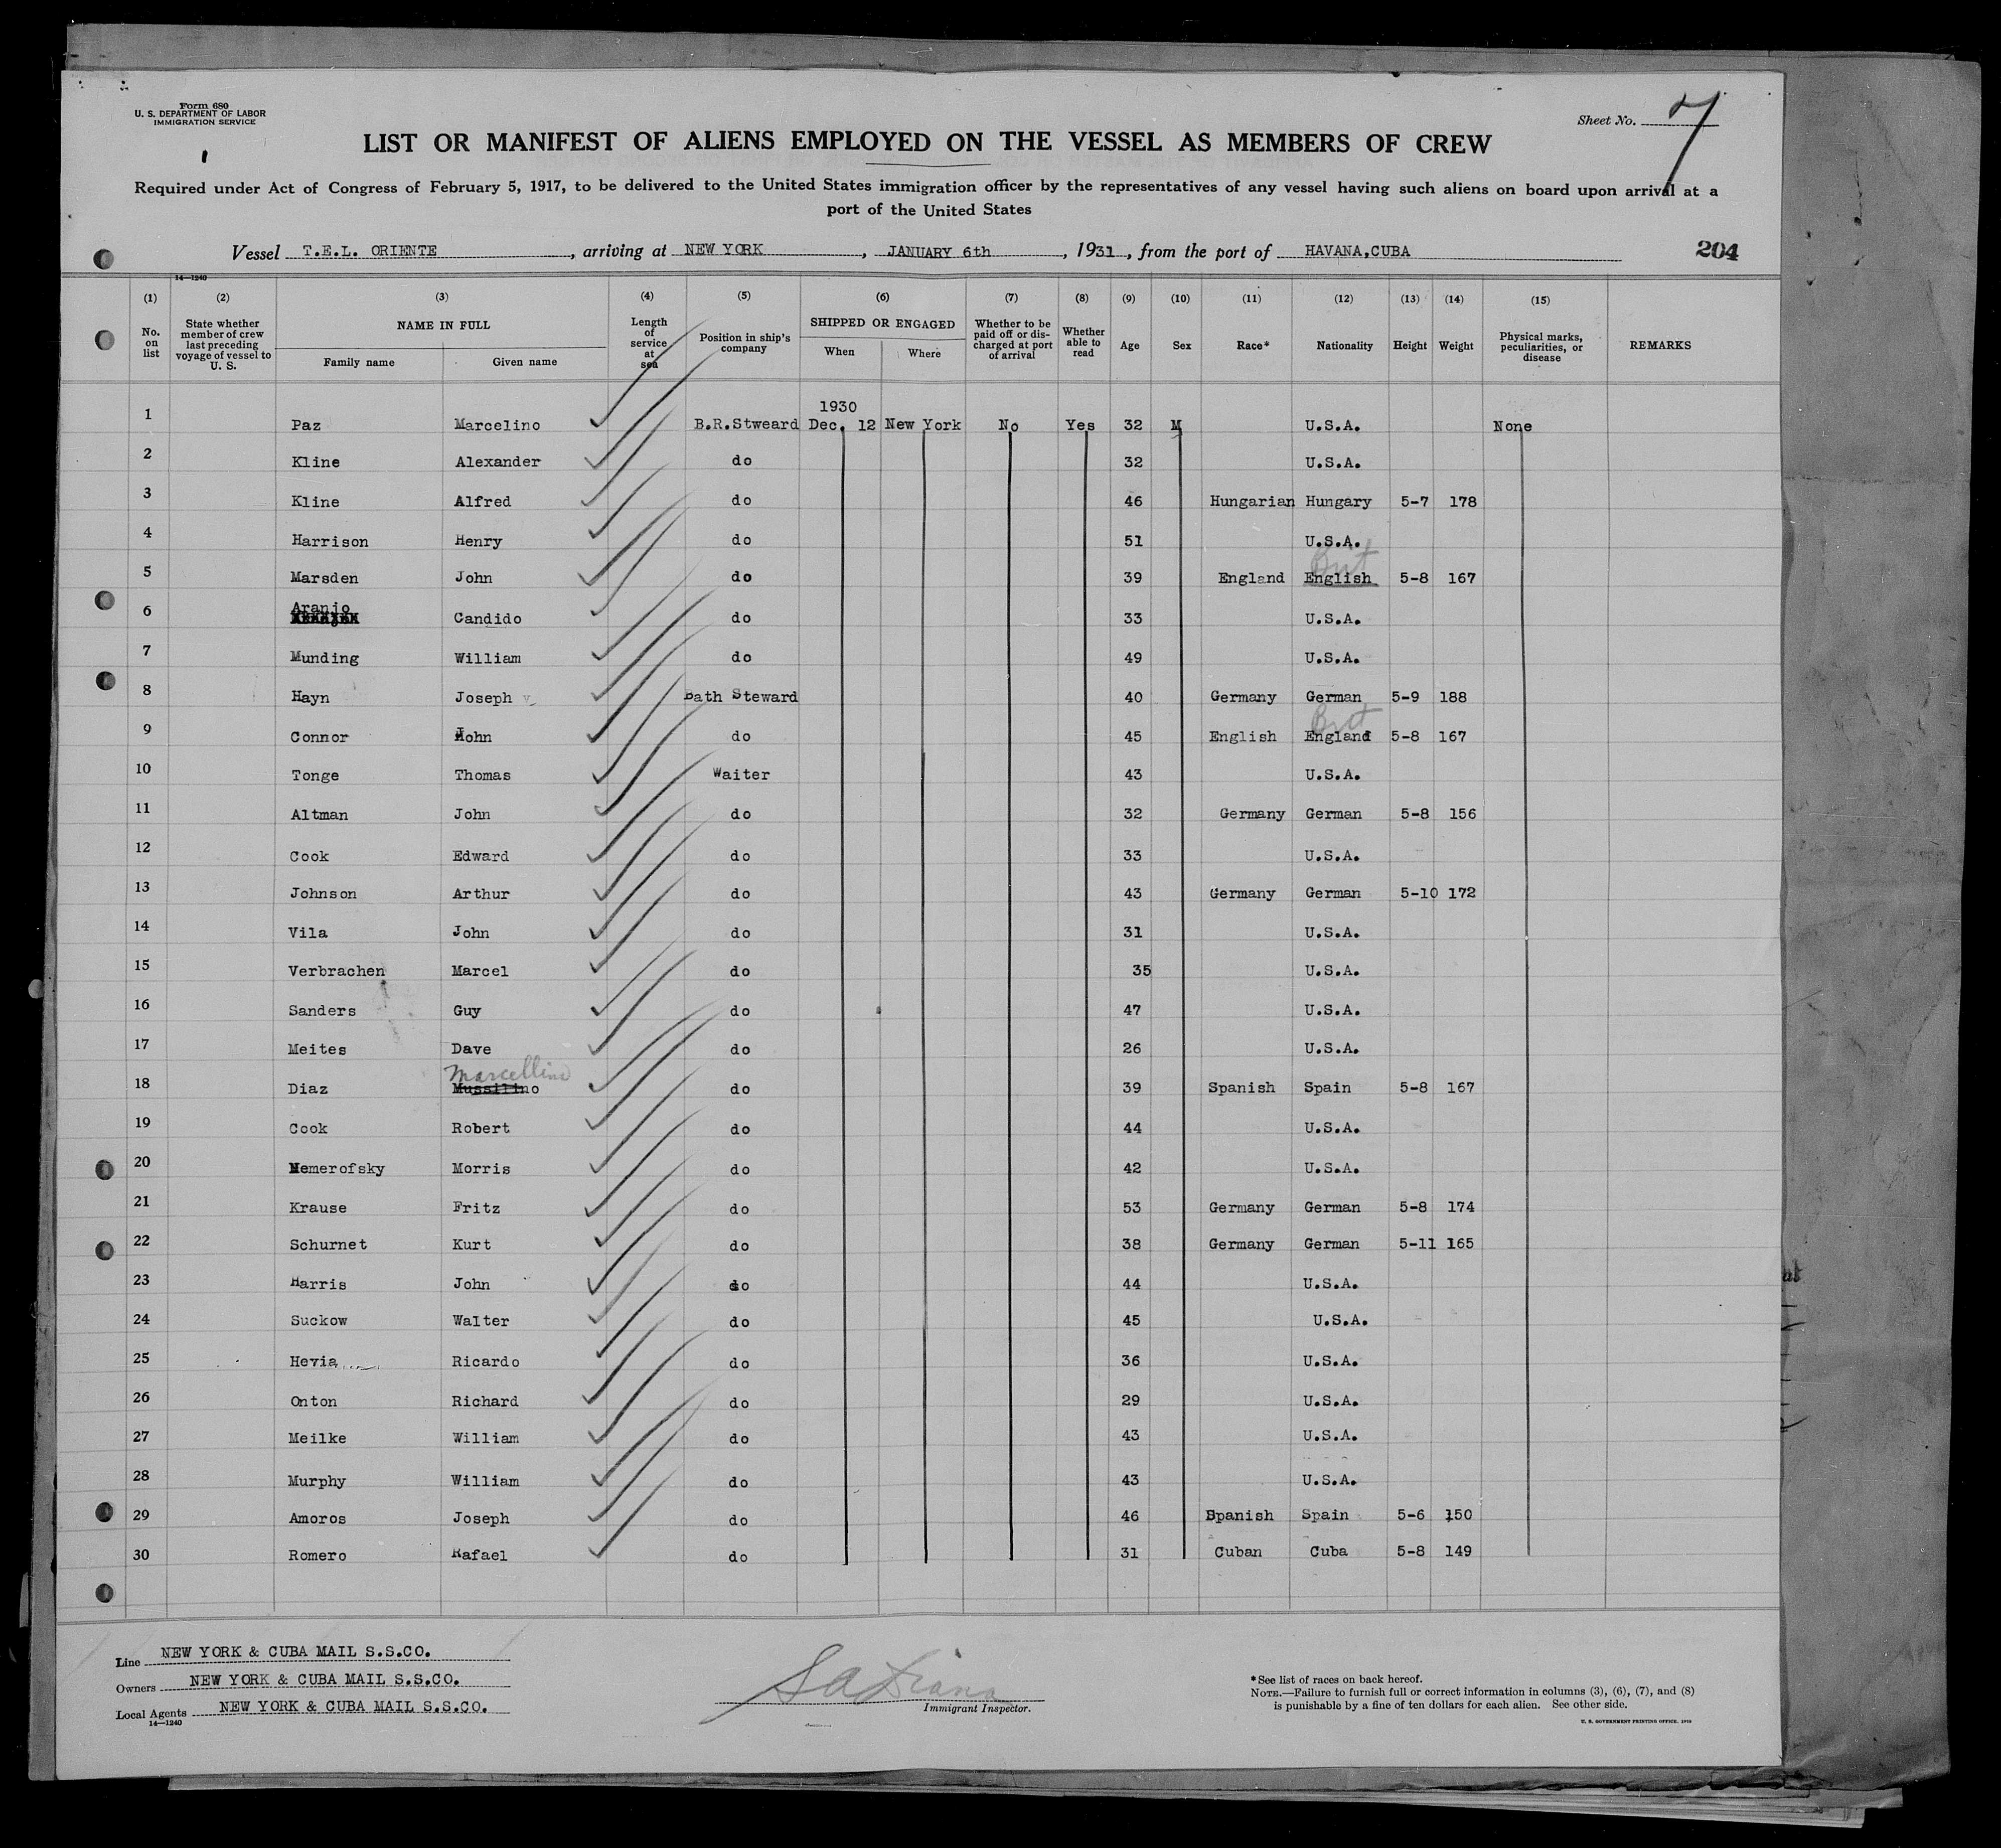 Form 680
U. S. DEPARTMENT OF LABOR
IMMIGRATION SERVICE
Sheet No. 7
LIST OR MANIFEST OF ALIENS EMPLOYED ON THE VESSEL AS MEMBERS OF CREW
Required under Act of Congress of February 5, 1917, to be delivered to the United States immigration officer by the representatives of any vessel having such aliens on board upon arrival at a
port of the United States
Vessel T.E.L. ORIENTE, arriving at NEW YORK, JANUARY 6th, 1931, from the port of HAVANA,CUBA 204
14—1240
(1) (2) (3) (4) (5) (6) (7) (8) (9) (10) (11) (12) (13) (14) (15)
No. on list State whether member of crew last preceding voyage of vessel to U. S. NAME IN FULL Family name Given name Length of service at sea Position in ship's company SHIPPED OR ENGAGED When Where Whether to be paid off or discharged at port of arrival Whether able to read Age Sex Race* Nationality Height Weight Physical marks, peculiarities, or disease REMARKS
1930
1 Paz Marcelino B.R.Stweard Dec. 12 New York No Yes 32 M U.S.A. None
2 Kline Alexander do 32 U.S.A.
3 Kline Alfred do 46 Hungarian Hungary 5-7 178
4 Harrison Henry do 51 U.S.A.
Brit
5 Marsden John do 39 England English 5-8 167
6 Aranjo Candido do 33 U.S.A.
7 Munding William do 49 U.S.A.
8 Hayn Joseph Bath Steward 40 Germany German 5-9 188
Brit
9 Connor John do 45 English England 5-8 167
10 Tonge Thomas Waiter 43 U.S.A.
11 Altman John do 32 Germany German 5-8 156
12 Cook Edward do 33 U.S.A.
13 Johnson Arthur do 43 Germany German 5-10 172
14 Vila John do 31 U.S.A.
15 Verbrachen Marcel do 35 U.S.A.
16 Sanders Guy do 47 U.S.A.
17 Meites Dave do 26 U.S.A.
Marcellino
18 Diaz Mussilino do 39 Spanish Spain 5-8 167
19 Cook Robert do 44 U.S.A.
20 Nemerofsky Morris do 42 U.S.A.
21 Krause Fritz do 53 Germany German 5-8 174
22 Schurnet Kurt do 38 Germany German 5-11 165
23 Harris John do 44 U.S.A.
24 Suckow Walter do 45 U.S.A.
25 Hevia Ricardo do 36 U.S.A.
26 Onton Richard do 29 U.S.A.
27 Meilke William do 43 U.S.A.
28 Murphy William do 43 U.S.A.
29 Amoros Joseph do 46 Spanish Spain 5-6 150
30 Romero Rafael do 31 Cuban Cuba 5-8 149
Line NEW YORK & CUBA MAIL S.S.CO.
Owners NEW YORK & CUBA MAIL S.S.CO.
Local Agents NEW YORK & CUBA MAIL S.S.CO.
14—1240
Immigrant Inspector.
*See list of races on back hereof.
NOTE.—Failure to furnish full or correct information in columns (3), (6), (7), and (8)
is punishable by a fine of ten dollars for each alien. See other side.
U. S. GOVERNMENT PRINTING OFFICE